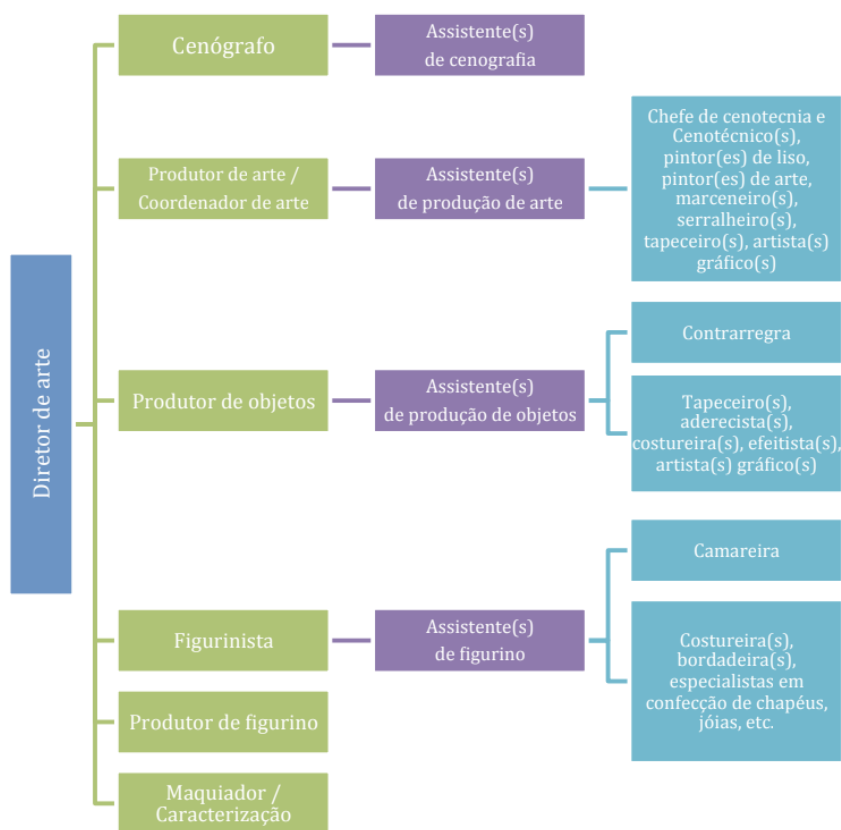 Diretor de arte
Cenógrafo
Assistente(s)
de cenografia
Produtor de arte /
Coordenador de arte
Assistente(s)
de produção de arte
Chefe de cenotecnia e
Cenotécnico(s),
pintor(es) de liso,
pintor(es) de arte,
marceneiro(s),
serralheiro(s),
tapeceiro(s), artista(s)
gráfico(s)
Produtor de objetos
Assistente(s)
de produção de objetos
Contrarregra
Tapeceiro(s),
aderecista(s),
costureira(s), efeitista(s),
artista(s) gráfico(s)
Figurinista
Assistente(s)
de figurino
Camareira
Costureira(s),
bordadeira(s),
especialistas em
confecção de chapéus,
jóias, etc.
Produtor de figurino
Maquiador /
Caracterização